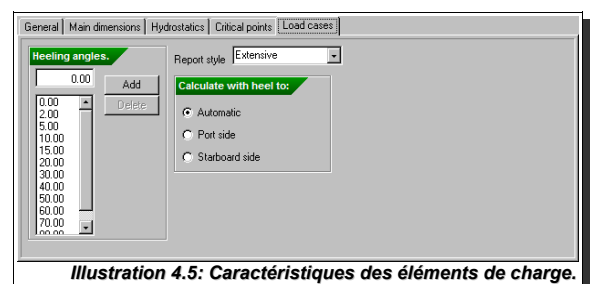 General Main dimensions Hydrostatics Critical points Load cases
Heeling angles.
Report style Extensive
0.00 Add
Delete
Calculate with heel to:
0.00
2.00
5.00
10.00
15.00
20.00
30.00
40.00
50.00
60.00
70.00
Automatic
Port side
Starboard side
Illustration 4.5: Caractéristiques des éléments de charge.